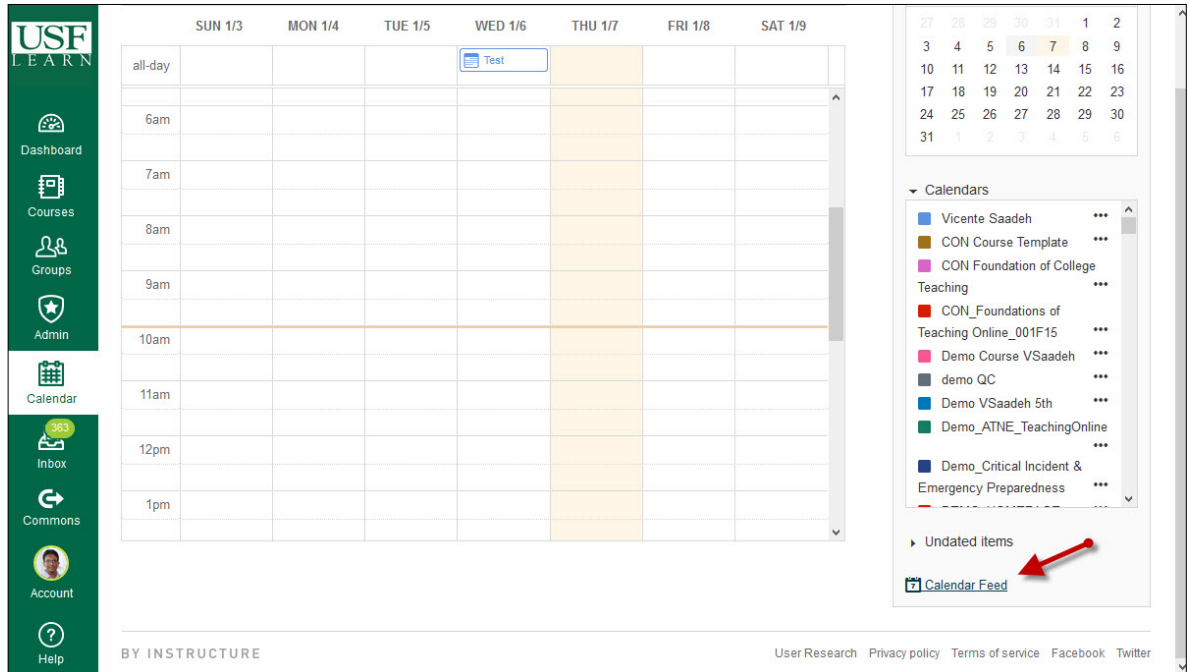 USF
LEARN
Dashboard
Courses
Groups
Admin
Calendar
363
Inbox
Commons
Account
Help
SUN 1/3 MON 1/4 TUE 1/5 WED 1/6 THU 1/7 FRI 1/8 SAT 1/9
all-day Test
6am
7am
8am
9am
10am
11am
12pm
1pm
27 28 29 30 31 1 2
3 4 5 6 7 8 9
10 11 12 13 14 15 16
17 18 19 20 21 22 23
24 25 26 27 28 29 30
31 1 2 3 4 5 6
Calendars
Vicente Saadeh •••
CON Course Template •••
CON Foundation of College
Teaching •••
CON_Foundations of
Teaching Online_001F15 •••
Demo Course VSaadeh •••
demo QC •••
Demo VSaadeh 5th •••
Demo_ATNE_TeachingOnline
•••
Demo_Critical Incident &
Emergency Preparedness •••
Undated items
7 Calendar Feed
BY INSTRUCTURE
User Research Privacy policy Terms of service Facebook Twitter